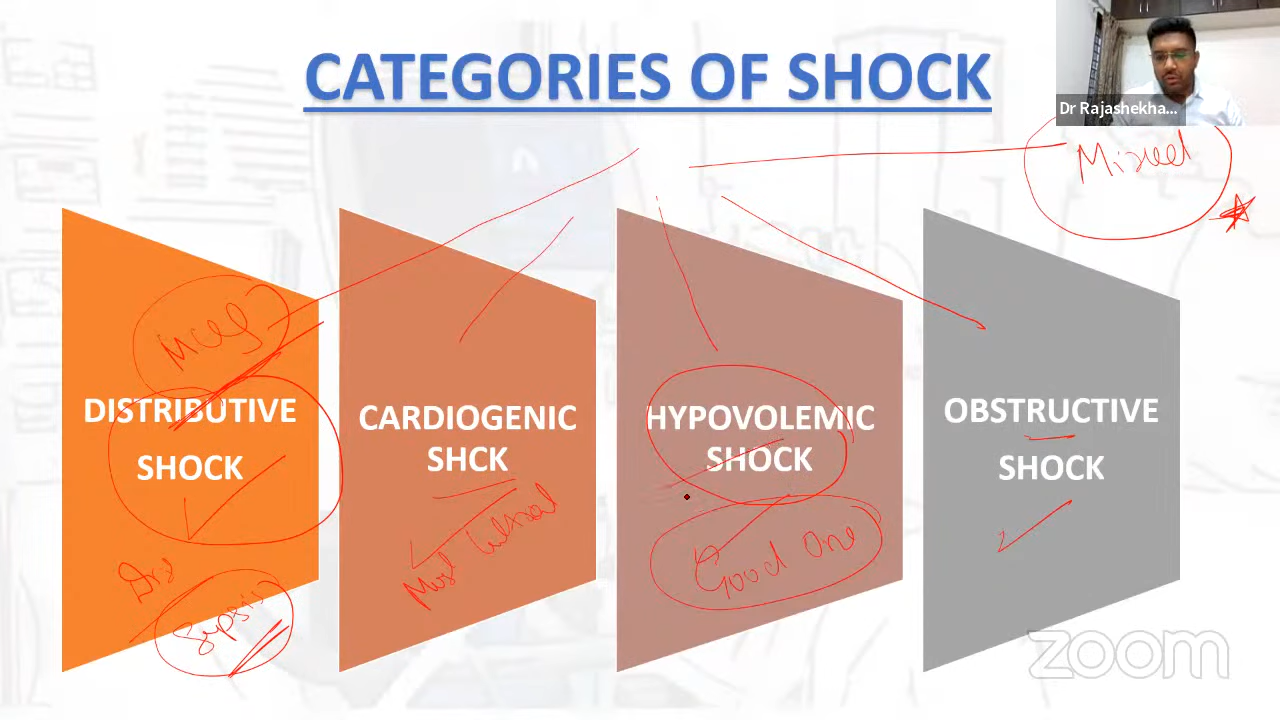 CATEGORIES OF SHOCK
Dr Rajashekha...
Mixed
DISTRIBUTIVE
SHOCK
Sepsis
CARDIOGENIC
SHCK
Most
HYPOVOLEMIC
SHOCK
Good One
OBSTRUCTIVE
SHOCK
zoom